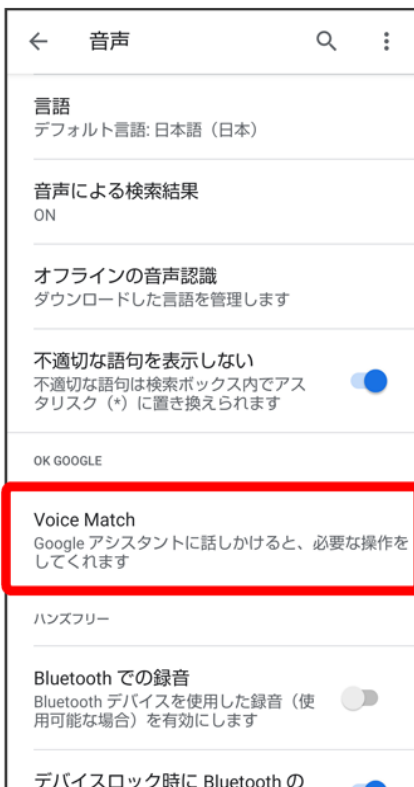 音声
言語
デフォルト言語: 日本語（日本）
音声による検索結果
ON
オフラインの音声認識
ダウンロードした言語を管理します
不適切な語句を表示しない
不適切な語句は検索ボックス内でアス
タリスク（*）に置き換えられます
OK GOOGLE
Voice Match
Google アシスタントに話しかけると、必要な操作を
してくれます
ハンズフリー
Bluetooth での録音
Bluetooth デバイスを使用した録音（使
用可能な場合）を有効にします
デバイスロック時に Bluetooth の